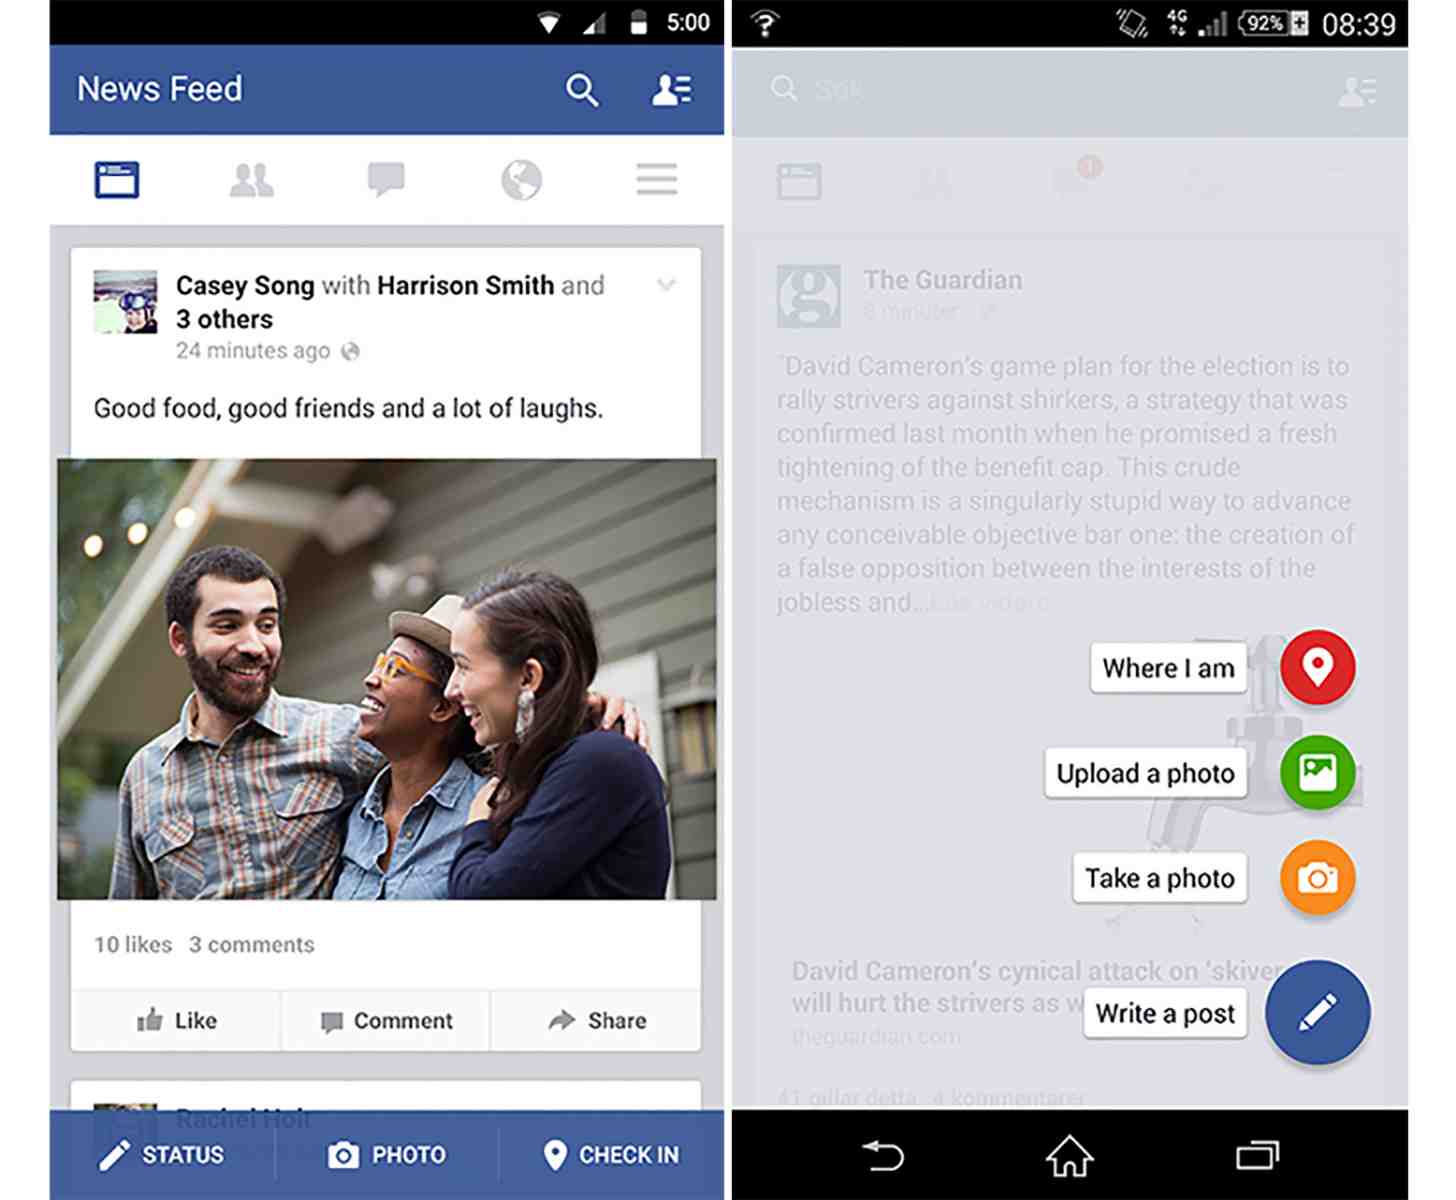 5:00
News Feed
Casey Song with Harrison Smith and
3 others
24 minutes ago
Good food, good friends and a lot of laughs.
10 likes 3 comments
Like
Comment
Share
Rachel Holt
STATUS
PHOTO
CHECK IN
4G
92%
08:39
Sök
1
The Guardian
8 minuter
"David Cameron's game plan for the election is to
rally strivers against shirkers, a strategy that was
confirmed last month when he promised a fresh
tightening of the benefit cap. This crude
mechanism is a singularly stupid way to advance
any conceivable objective bar one: the creation of
a false opposition between the interests of the
jobless and...Läs vidare
Where I am
Upload a photo
Take a photo
David Cameron's cynical attack on 'skiver
will hurt the strivers as w
Write a post
theguardian.com
41 gillar detta 4 kommentarer